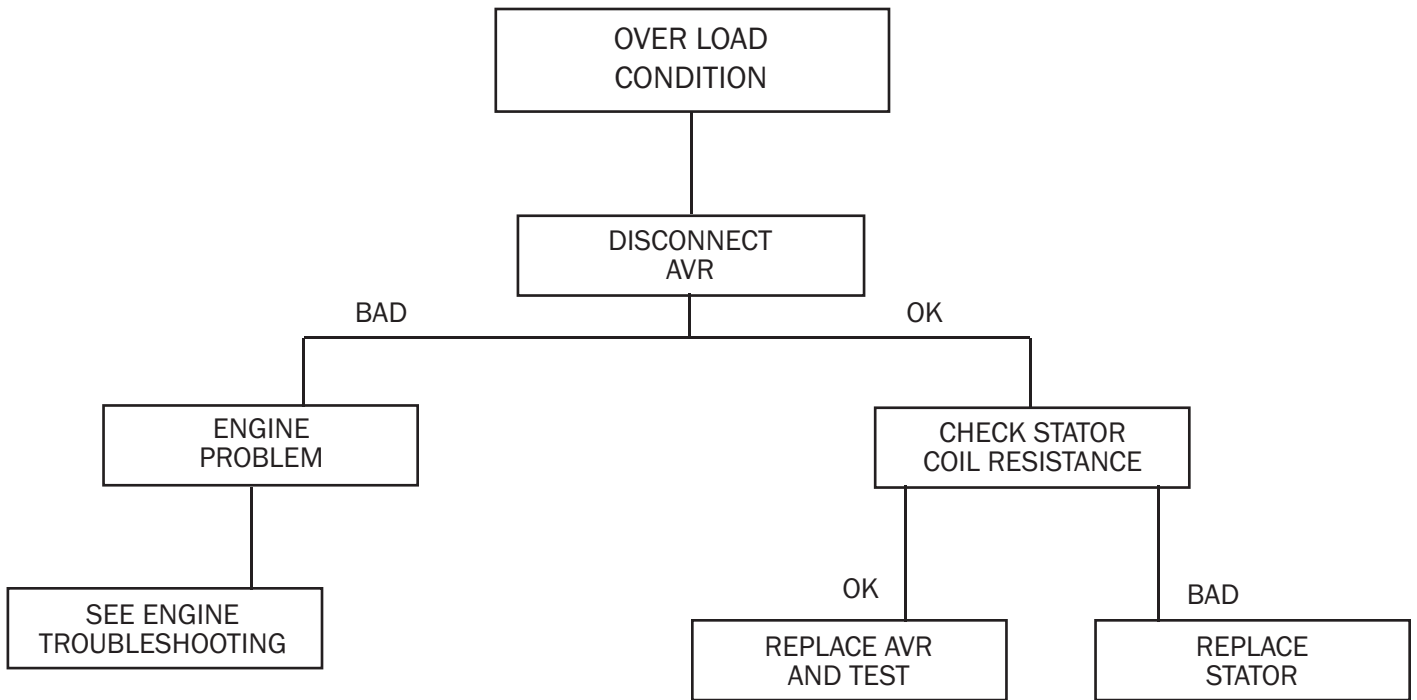 OVER LOAD
CONDITION
DISCONNECT
AVR
BAD
OK
ENGINE
PROBLEM
CHECK STATOR
COIL RESISTANCE
SEE ENGINE
TROUBLESHOOTING
OK
BAD
REPLACE AVR
AND TEST
REPLACE
STATOR